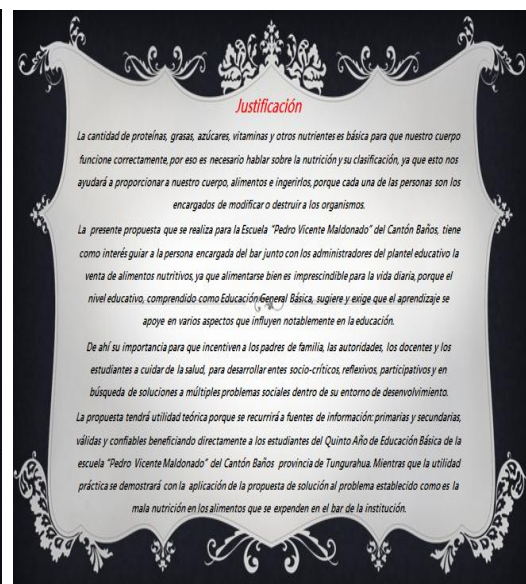 Justificación
La cantidad de proteínas, grasas, azúcares, vitaminas y otros nutrientes es básica para que nuestro cuerpo
funcione correctamente, por eso es necesario hablar sobre la nutrición y su clasificación, ya que esto nos
ayudará a proporcionar a nuestro cuerpo, alimentos e ingerirlos, porque cada una de las personas son los
encargados de modificar o destruir a los organismos.
La presente propuesta que se realiza para la Escuela "Pedro Vicente Maldonado" del Cantón Baños, tiene
como interés guiar a la persona encargada del bar junto con los administradores del plantel educativo la
venta de alimentos nutritivos, ya que alimentarse bien es imprescindible para la vida diaria, porque el
nivel educativo, comprendido como Educación General Básica, sugiere y exige que el aprendizaje se
apoye en varios aspectos que influyen notablemente en la educación.
De ahí su importancia para que incentiven a los padres de familia, las autoridades, los docentes y los
estudiantes a cuidar de la salud, para desarrollar entes socio-críticos, reflexivos, participativos y en
búsqueda de soluciones a múltiples problemas sociales dentro de su entorno de desenvolvimiento.
La propuesta tendrá utilidad teórica porque se recurrirá a fuentes de información: primarias y secundarias,
válidas y confiables beneficiando directamente a los estudiantes del Quinto Año de Educación Básica de la
escuela "Pedro Vicente Maldonado" del Cantón Baños provincia de Tungurahua. Mientras que la utilidad
práctica se demostrará con la aplicación de la propuesta de solución al problema establecido como es la
mala nutrición en los alimentos que se expenden en el bar de la institución.